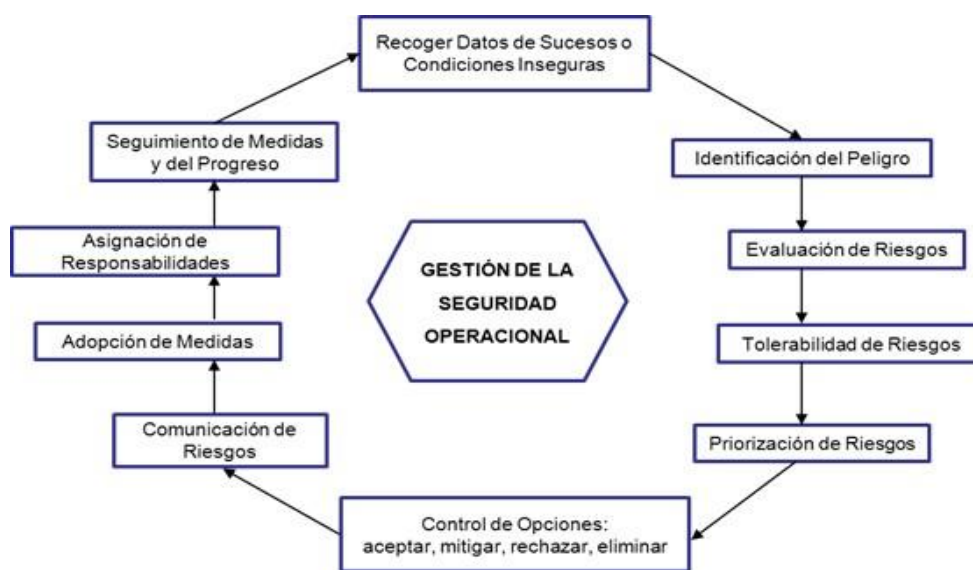 Recoger Datos de Sucesos o
Condiciones Inseguras
Identificación del Peligro
Evaluación de Riesgos
Tolerabilidad de Riesgos
Priorización de Riesgos
Control de Opciones:
aceptar, mitigar, rechazar, eliminar
Comunicación de
Riesgos
Adopción de Medidas
Asignación de
Responsabilidades
Seguimiento de Medidas
y del Progreso
GESTIÓN DE LA
SEGURIDAD
OPERACIONAL